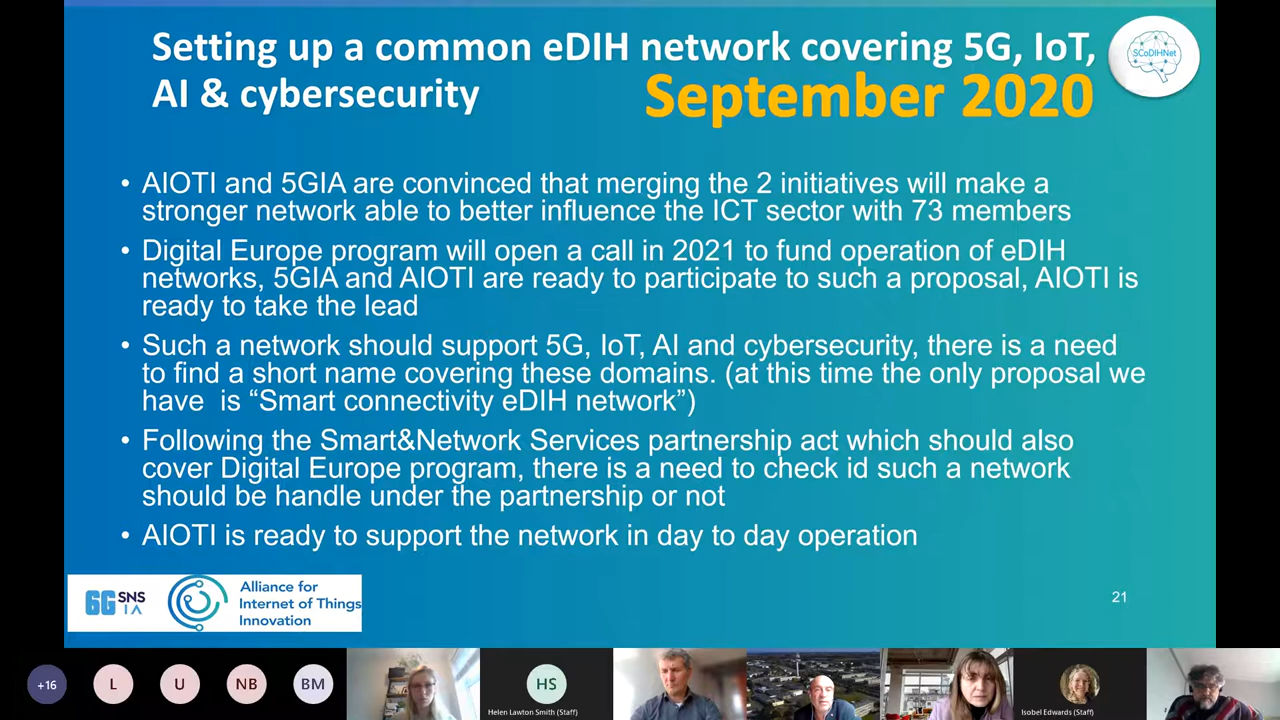 Setting up a common eDIH network covering 5G, IoT,
AI & cybersecurity
September 2020
SCoDIHNet
• AIOTI and 5GIA are convinced that merging the 2 initiatives will make a
stronger network able to better influence the ICT sector with 73 members
• Digital Europe program will open a call in 2021 to fund operation of eDIH
networks, 5GIA and AIOTI are ready to participate to such a proposal, AIOTI is
ready to take the lead
• Such a network should support 5G, IoT, AI and cybersecurity, there is a need
to find a short name covering these domains. (at this time the only proposal we
have  is “Smart connectivity eDIH network”)
• Following the Smart&Network Services partnership act which should also
cover Digital Europe program, there is a need to check id such a network
should be handle under the partnership or not
• AIOTI is ready to support the network in day to day operation
6G SNS
IA
Alliance for
Internet of Things
Innovation
21
+16
L
U
NB
BM
HS
Helen Lawton Smith (Staff)
Isobel Edwards (Staff)